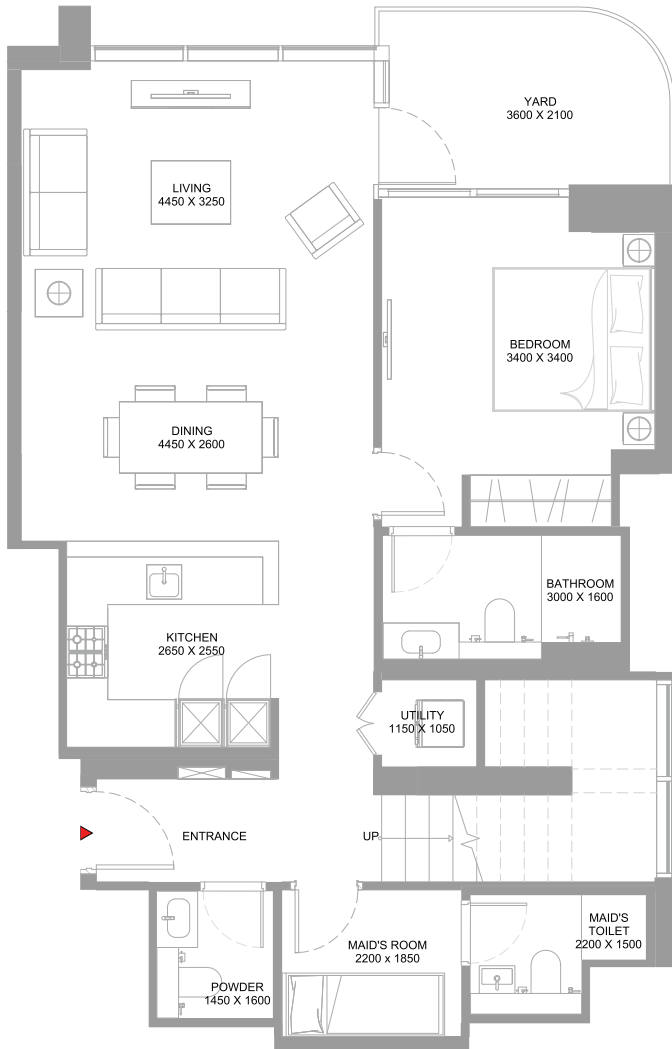 YARD
3600 X 2100
LIVING
4450 X 3250
BEDROOM
3400 X 3400
DINING
4450 X 2600
BATHROOM
3000 X 1600
KITCHEN
2650 X 2550
UTILITY
1150 X 1050
ENTRANCE
UP
MAID'S ROOM
2200 x 1850
MAID'S
TOILET
2200 X 1500
POWDER
1450 X 1600